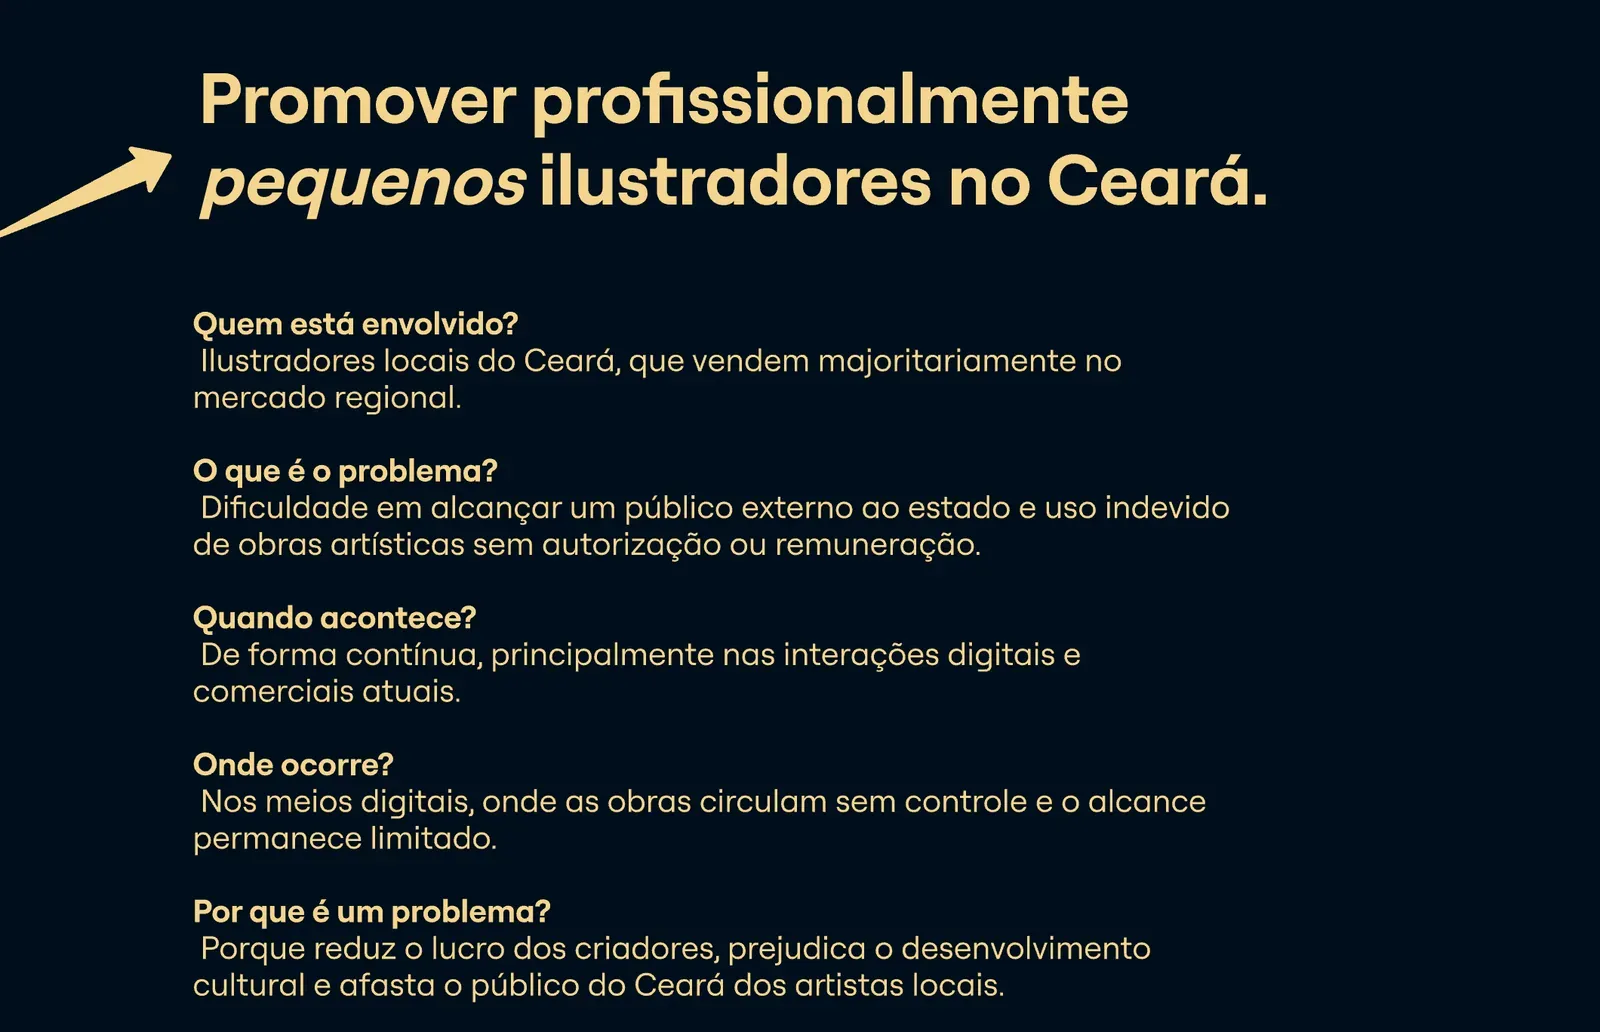 Promover profissionalmente
pequenos ilustradores no Ceará.
Quem está envolvido?
Ilustradores locais do Ceará, que vendem majoritariamente no
mercado regional.
O que é o problema?
Dificuldade em alcançar um público externo ao estado e uso indevido
de obras artísticas sem autorização ou remuneração.
Quando acontece?
De forma contínua, principalmente nas interações digitais e
comerciais atuais.
Onde ocorre?
Nos meios digitais, onde as obras circulam sem controle e o alcance
permanece limitado.
Por que é um problema?
Porque reduz o lucro dos criadores, prejudica o desenvolvimento
cultural e afasta o público do Ceará dos artistas locais.